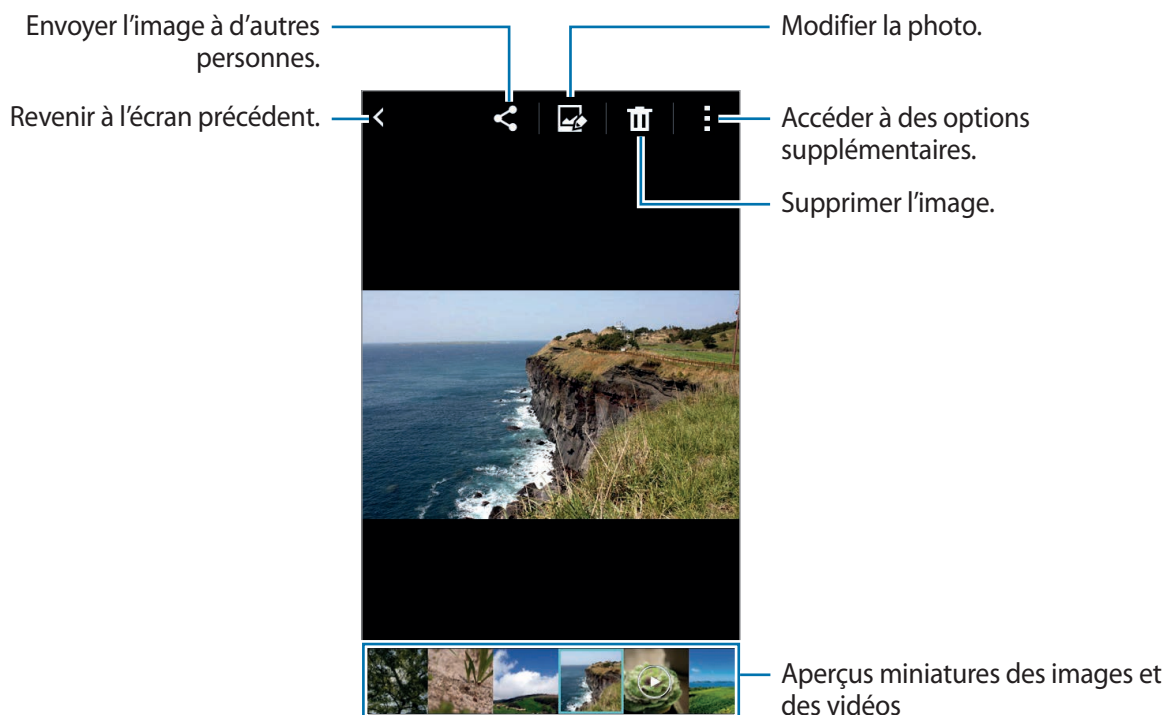 Envoyer l’image à d’autres
personnes.
Modifier la photo.
Revenir à l’écran précédent.
Accéder à des options
supplémentaires.
Supprimer l’image.
Aperçus miniatures des images et
des vidéos